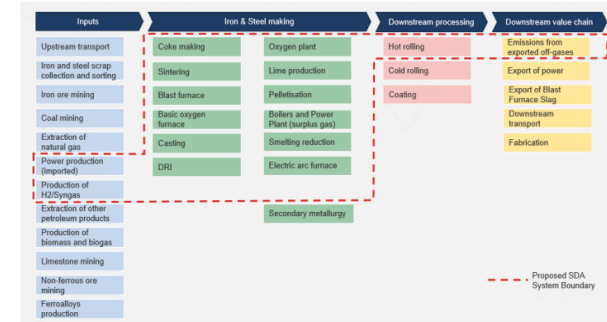 Inputs
Iron & Steel making
Downstream processing
Downstream value chain
Upstream transport
Iron and steel scrap
collection and sorting
Iron ore mining
Coal mining
Extraction of
natural gas
Power production
(imported)
Production of
H2/Syngas
Extraction of other
petroleum products
Production of
biomass and biogas
Limestone mining
Non-ferrous ore
mining
Ferroalloys
production
Coke making
Sintering
Blast furnace
Basic oxygen
furnace
Casting
DRI
Oxygen plant
Lime production
Pelletisation
Boilers and Power
Plant (surplus gas)
Smelting reduction
Electric arc furnace
Secondary metallurgy
Hot rolling
Cold rolling
Coating
Emissions from
exported off-gases
Export of power
Export of Blast
Furnace Slag
Downstream
transport
Fabrication
Proposed SDA
System Boundary